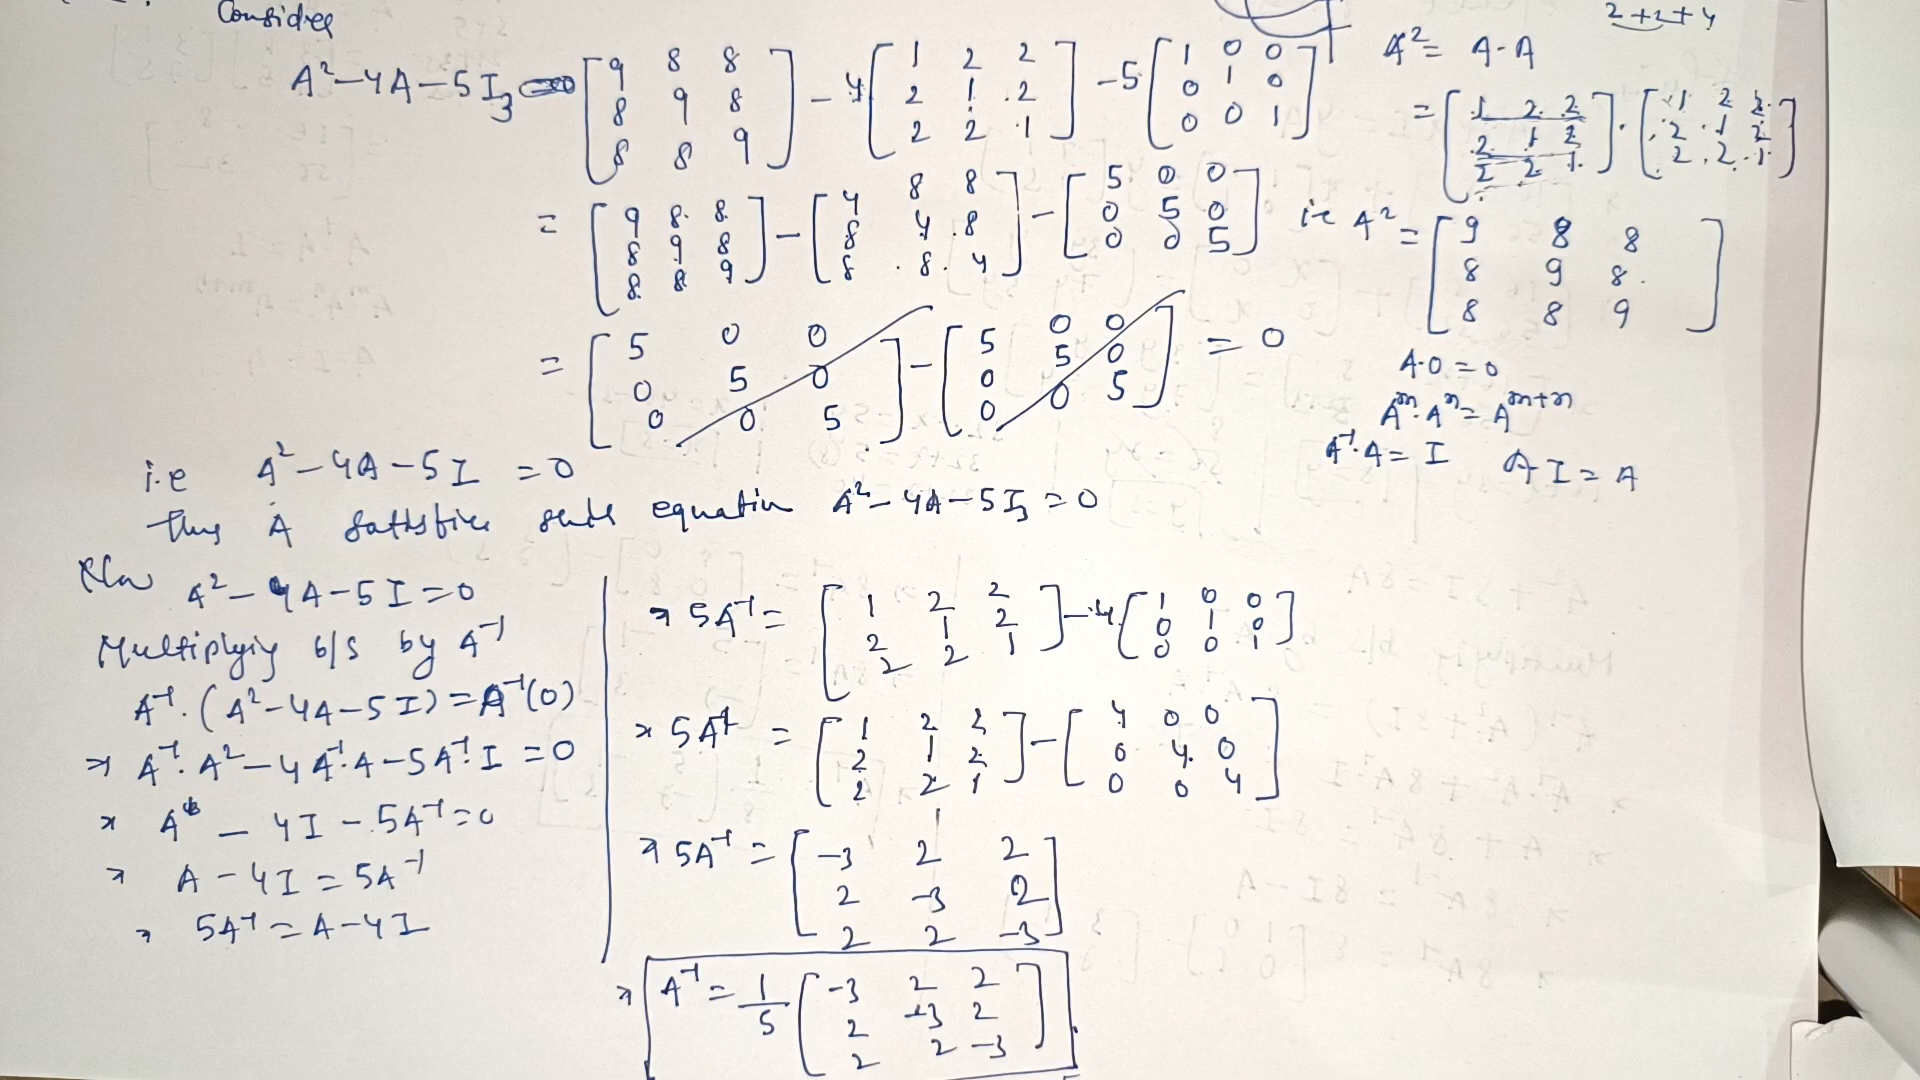 Consider
2+2+4
A²-4A-5I₃ = [9 8 8; 8 9 8; 8 8 9] - 4[1 2 2; 2 1 2; 2 2 1] - 5[1 0 0; 0 1 0; 0 0 1]
= [9 8 8; 8 9 8; 8 8 9] - [4 8 8; 8 4 8; 8 8 4] - [5 0 0; 0 5 0; 0 0 5]
= [5 0 0; 0 5 0; 0 0 5] - [5 0 0; 0 5 0; 0 0 5] = 0
A² = A·A
= [1 2 2; 2 1 2; 2 2 1] · [1 2 2; 2 1 2; 2 2 1]
ie A² = [9 8 8; 8 9 8; 8 8 9]
A·0 = 0
Aᵐ·Aⁿ = Aᵐ⁺ⁿ
A⁻¹·A = I AI = A
i.e A²-4A-5I = 0
thus A equation A²-4A-5I₃ = 0
A²-4A-5I = 0
Multiplyig b/s by A⁻¹
A⁻¹·(A²-4A-5I) = A⁻¹(0)
⇒ A⁻¹·A²-4A⁻¹·A-5A⁻¹·I = 0
⇒ A - 4I - 5A⁻¹ = 0
⇒ A - 4I = 5A⁻¹
⇒ 5A⁻¹ = A-4I
⇒ 5A⁻¹ = [1 2 2; 2 1 2; 2 2 1] - 4[1 0 0; 0 1 0; 0 0 1]
⇒ 5A⁻¹ = [1 2 2; 2 1 2; 2 2 1] - [4 0 0; 0 4 0; 0 0 4]
⇒ 5A⁻¹ = [-3 2 2; 2 -3 2; 2 2 -3]
⇒ A⁻¹ = 1/5 [-3 2 2; 2 -3 2; 2 2 -3]